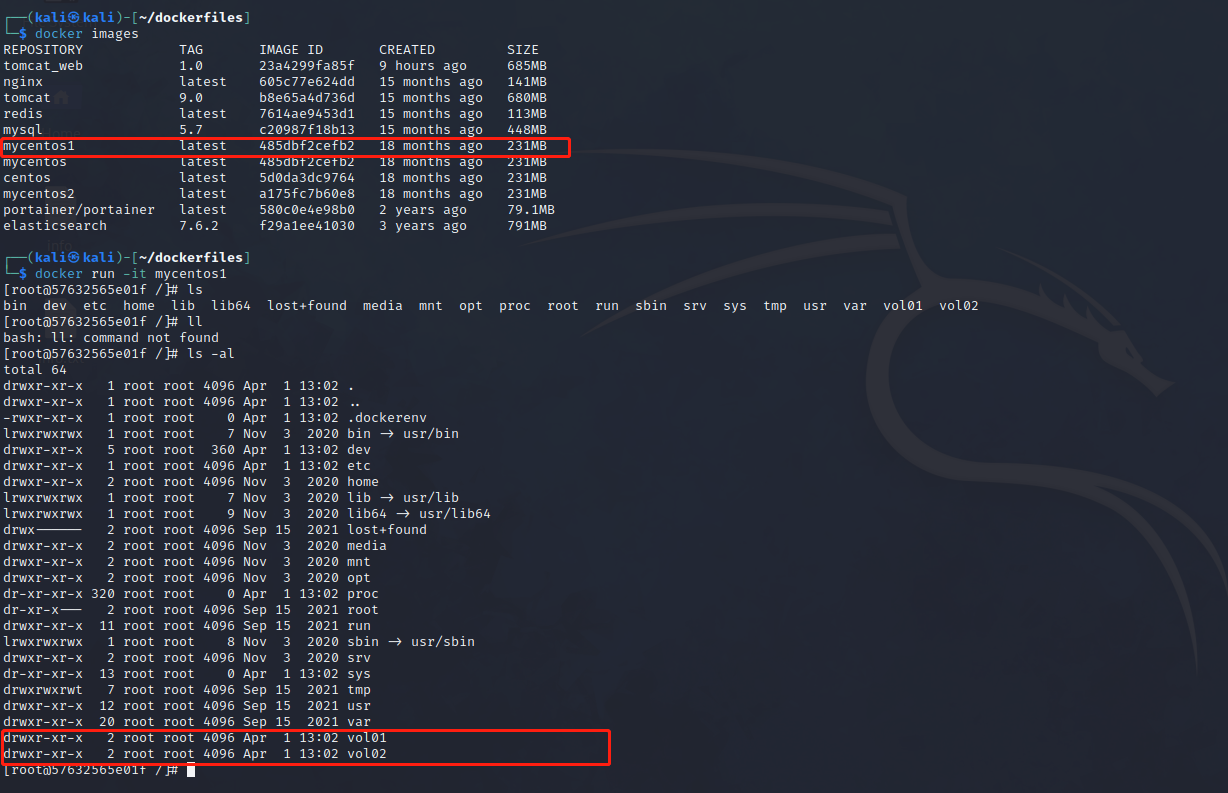 ┌──(kali㉿kali)-[~/dockerfiles]
└─$ docker images
REPOSITORY            TAG       IMAGE ID       CREATED         SIZE
tomcat_web            1.0       23a4299fa85f   9 hours ago     685MB
nginx                 latest    605c77e624dd   15 months ago   141MB
tomcat                9.0       b8e65a4d736d   15 months ago   680MB
redis                 latest    7614ae9453d1   15 months ago   113MB
mysql                 5.7       c20987f18b13   15 months ago   448MB
mycentos1             latest    485dbf2cefb2   18 months ago   231MB
mycentos              latest    485dbf2cefb2   18 months ago   231MB
centos                latest    5d0da3dc9764   18 months ago   231MB
mycentos2             latest    a175fc7b60e8   18 months ago   231MB
portainer/portainer   latest    580c0e4e98b0   2 years ago     79.1MB
elasticsearch         7.6.2     f29a1ee41030   3 years ago     791MB
┌──(kali㉿kali)-[~/dockerfiles]
└─$ docker run -it mycentos1
[root@57632565e01f /]# ls
bin  dev  etc  home  lib  lib64  lost+found  media  mnt  opt  proc  root  run  sbin  srv  sys  tmp  usr  var  vol01  vol02
[root@57632565e01f /]# ll
bash: ll: command not found
[root@57632565e01f /]# ls -al
total 64
drwxr-xr-x   1 root root 4096 Apr  1 13:02 .
drwxr-xr-x   1 root root 4096 Apr  1 13:02 ..
-rwxr-xr-x   1 root root    0 Apr  1 13:02 .dockerenv
lrwxrwxrwx   1 root root    7 Nov  3  2020 bin -> usr/bin
drwxr-xr-x   5 root root  360 Apr  1 13:02 dev
drwxr-xr-x   1 root root 4096 Apr  1 13:02 etc
drwxr-xr-x   2 root root 4096 Nov  3  2020 home
lrwxrwxrwx   1 root root    7 Nov  3  2020 lib -> usr/lib
lrwxrwxrwx   1 root root    9 Nov  3  2020 lib64 -> usr/lib64
drwx------   2 root root 4096 Sep 15  2021 lost+found
drwxr-xr-x   2 root root 4096 Nov  3  2020 media
drwxr-xr-x   2 root root 4096 Nov  3  2020 mnt
drwxr-xr-x   2 root root 4096 Nov  3  2020 opt
dr-xr-xr-x 320 root root    0 Apr  1 13:02 proc
dr-xr-x---   2 root root 4096 Sep 15  2021 root
drwxr-xr-x  11 root root 4096 Sep 15  2021 run
lrwxrwxrwx   1 root root    8 Nov  3  2020 sbin -> usr/sbin
drwxr-xr-x   2 root root 4096 Nov  3  2020 srv
dr-xr-xr-x  13 root root    0 Apr  1 13:02 sys
drwxrwxrwt   7 root root 4096 Sep 15  2021 tmp
drwxr-xr-x  12 root root 4096 Sep 15  2021 usr
drwxr-xr-x  20 root root 4096 Sep 15  2021 var
drwxr-xr-x   2 root root 4096 Apr  1 13:02 vol01
drwxr-xr-x   2 root root 4096 Apr  1 13:02 vol02
[root@57632565e01f /]#